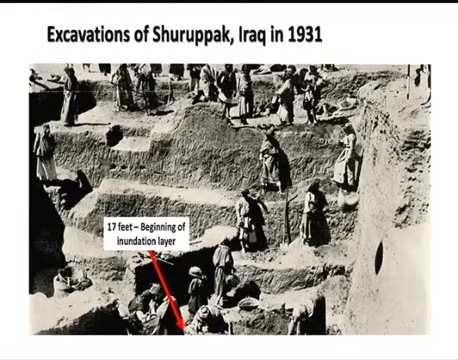 Excavations of Shuruppak, Iraq in 1931
17 feet – Beginning of
inundation layer